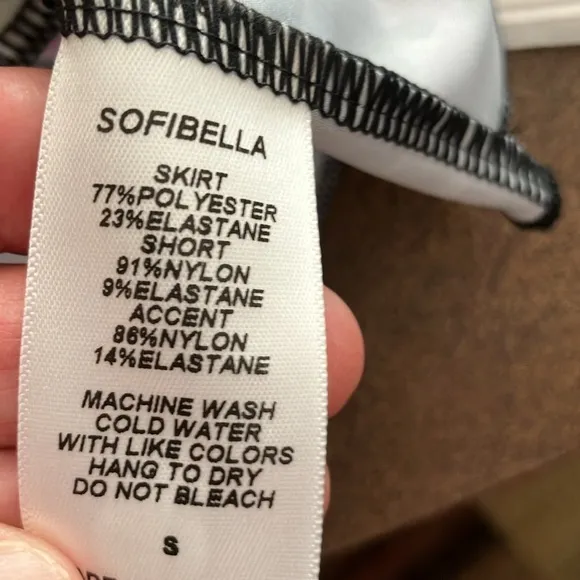 SOFIBELLA
SKIRT
77%POLYESTER
23%ELASTANE
SHORT
91%NYLON
9%ELASTANE
ACCENT
86%NYLON
14%ELASTANE
MACHINE WASH
COLD WATER
WITH LIKE COLORS
HANG TO DRY
DO NOT BLEACH
S